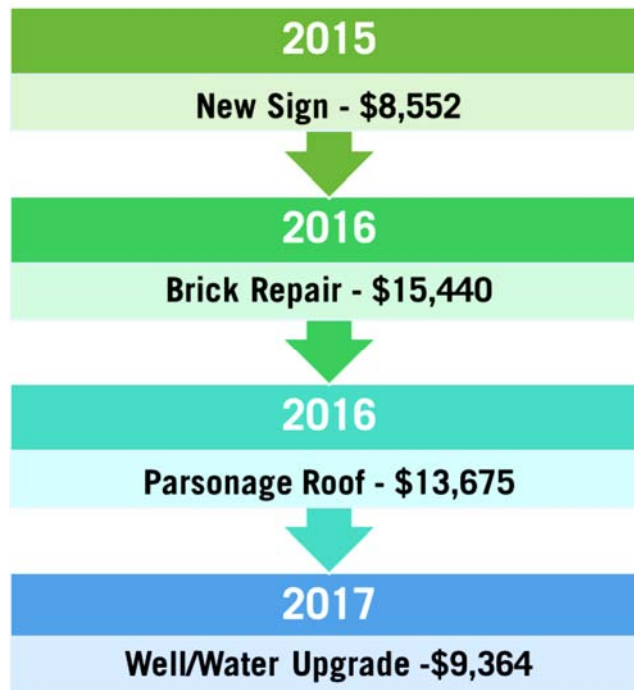 2015
New Sign - $8,552
2016
Brick Repair - $15,440
2016
Parsonage Roof - $13,675
2017
Well/Water Upgrade -$9,364